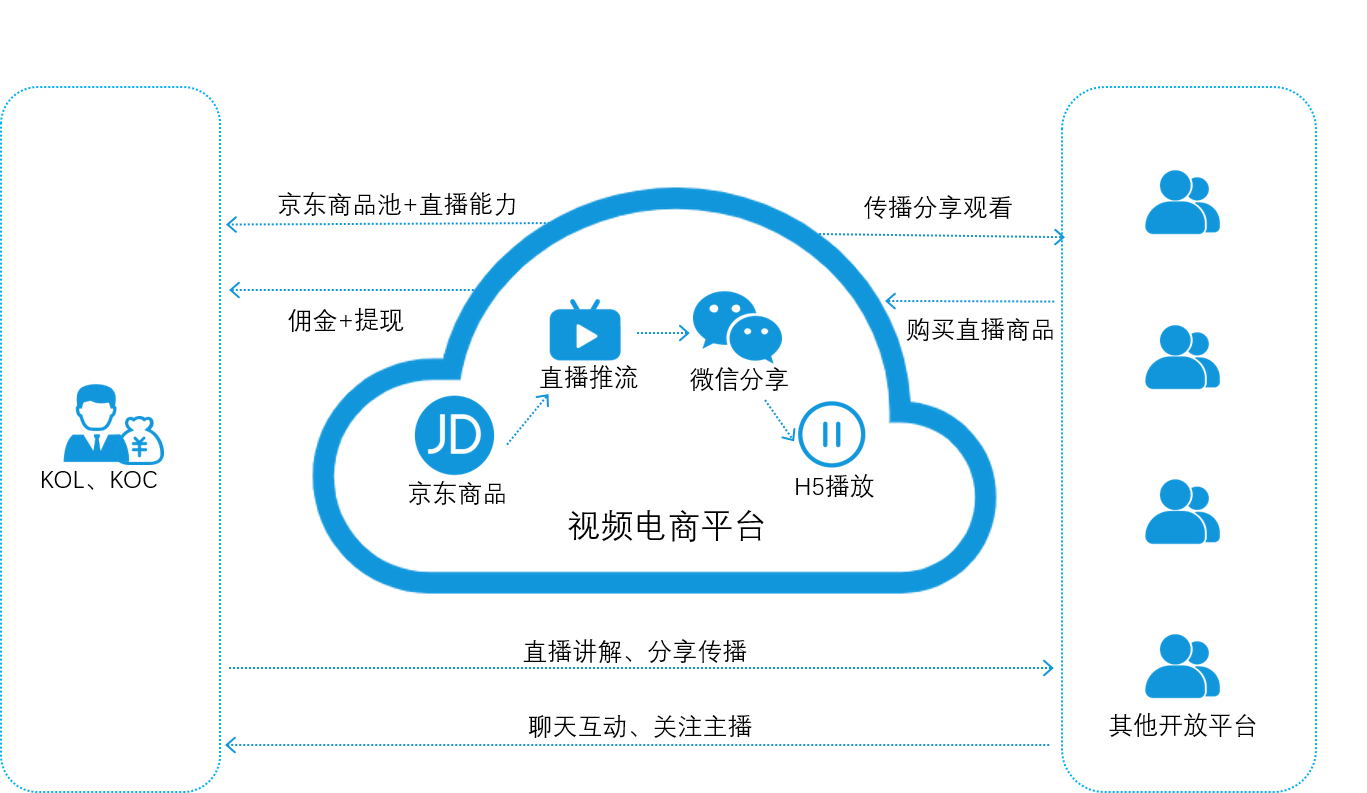 京东商品池+直播能力
传播分享观看
佣金+提现
购买直播商品
直播推流
微信分享
JD
京东商品
H5播放
KOL、KOC
¥
视频电商平台
直播讲解、分享传播
聊天互动、关注主播
其他开放平台